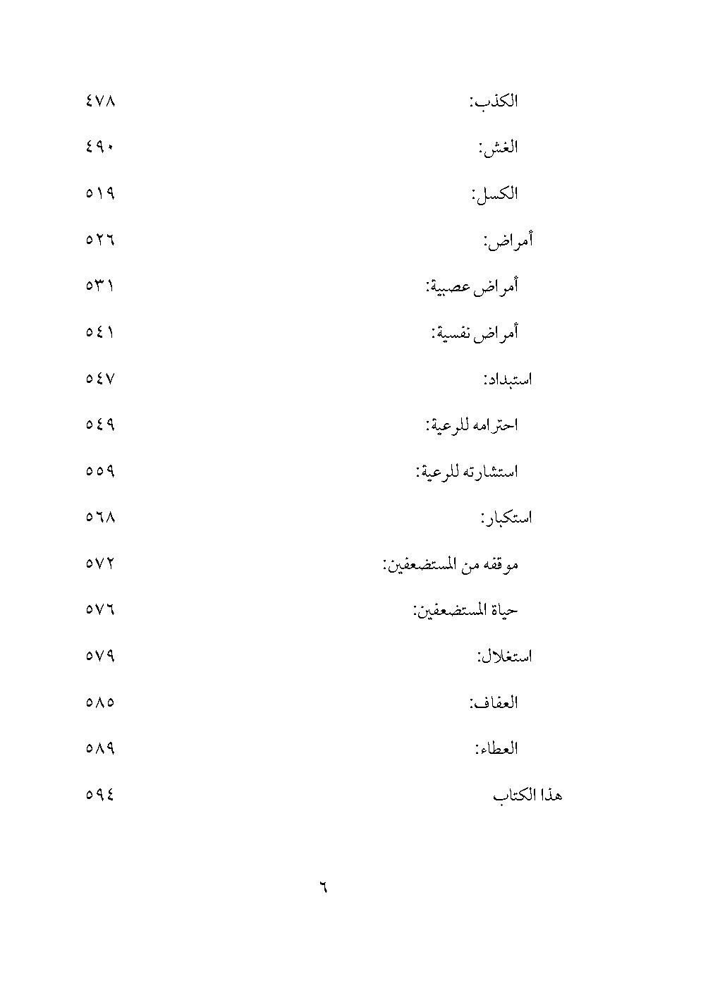 الكذب: ٤٧٨
الغش: ٤٩٠
الكسل: ٥١٩
أمراض: ٥٢٦
أمراض عصبية: ٥٣١
أمراض نفسية: ٥٤١
استبداد: ٥٤٧
احترامه للرعية: ٥٤٩
استشارته للرعية: ٥٥٩
استكبار: ٥٦٨
موقفه من المستضعفين: ٥٧٢
حياة المستضعفين: ٥٧٦
استغلال: ٥٧٩
العفاف: ٥٨٥
العطاء: ٥٨٩
هذا الكتاب ٥٩٤
٦